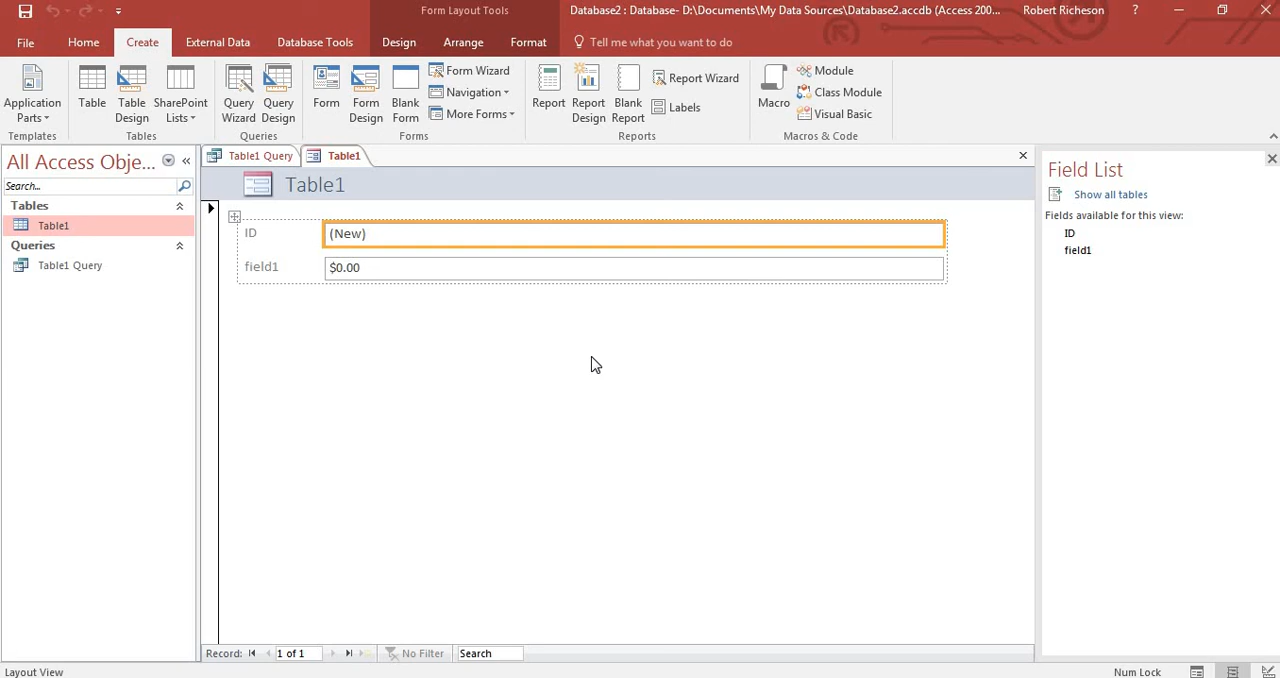 Form Layout Tools
Database2 : Database- D:\Documents\My Data Sources\Database2.accdb (Access 200...
Robert Richeson
?
File
Home
Create
External Data
Database Tools
Design
Arrange
Format
Tell me what you want to do
Application Parts
Templates
Table
Table Design
SharePoint Lists
Tables
Query Wizard
Query Design
Queries
Form
Form Design
Blank Form
Form Wizard
Navigation
More Forms
Forms
Report
Report Design
Blank Report
Report Wizard
Labels
Reports
Macro
Module
Class Module
Visual Basic
Macros & Code
All Access Obje...
Search...
Tables
Table1
Queries
Table1 Query
Table1 Query
Table1
Table1
ID
(New)
field1
$0.00
Field List
Show all tables
Fields available for this view:
ID
field1
Record:
1 of 1
No Filter
Search
Layout View
Num Lock